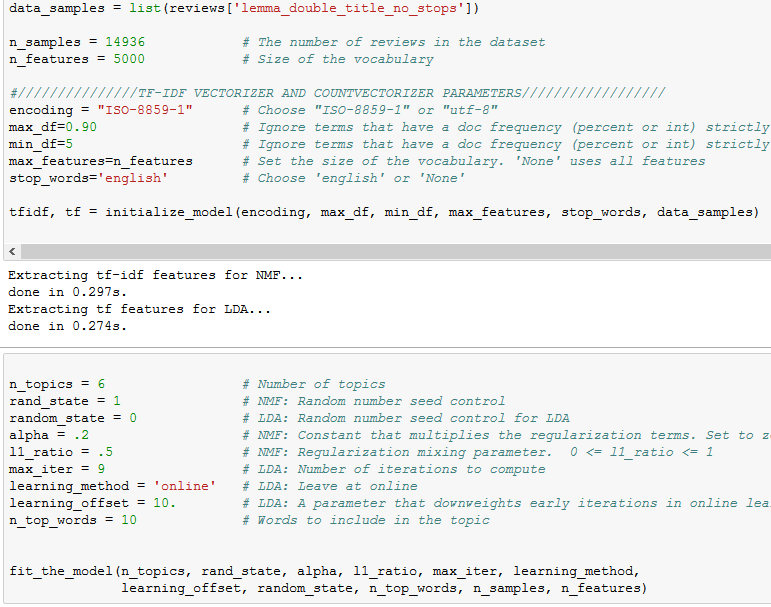 data_samples = list(reviews['lemma_double_title_no_stops'])
n_samples = 14936 # The number of reviews in the dataset
n_features = 5000 # Size of the vocabulary
#///////////////TF-IDF VECTORIZER AND COUNTVECTORIZER PARAMETERS//////////////////
encoding = "ISO-8859-1" # Choose "ISO-8859-1" or "utf-8"
max_df=0.90 # Ignore terms that have a doc frequency (percent or int) strictly
min_df=5 # Ignore terms that have a doc frequency (percent or int) strictly
max_features=n_features # Set the size of the vocabulary. 'None' uses all features
stop_words='english' # Choose 'english' or 'None'
tfidf, tf = initialize_model(encoding, max_df, min_df, max_features, stop_words, data_samples)
Extracting tf-idf features for NMF...
done in 0.297s.
Extracting tf features for LDA...
done in 0.274s.
n_topics = 6 # Number of topics
rand_state = 1 # NMF: Random number seed control
random_state = 0 # LDA: Random number seed control for LDA
alpha = .2 # NMF: Constant that multiplies the regularization terms. Set to z
l1_ratio = .5 # NMF: Regularization mixing parameter. 0 <= l1_ratio <= 1
max_iter = 9 # LDA: Number of iterations to compute
learning_method = 'online' # LDA: Leave at online
learning_offset = 10. # LDA: A parameter that downweights early iterations in online lea
n_top_words = 10 # Words to include in the topic
fit_the_model(n_topics, rand_state, alpha, l1_ratio, max_iter, learning_method,
learning_offset, random_state, n_top_words, n_samples, n_features)